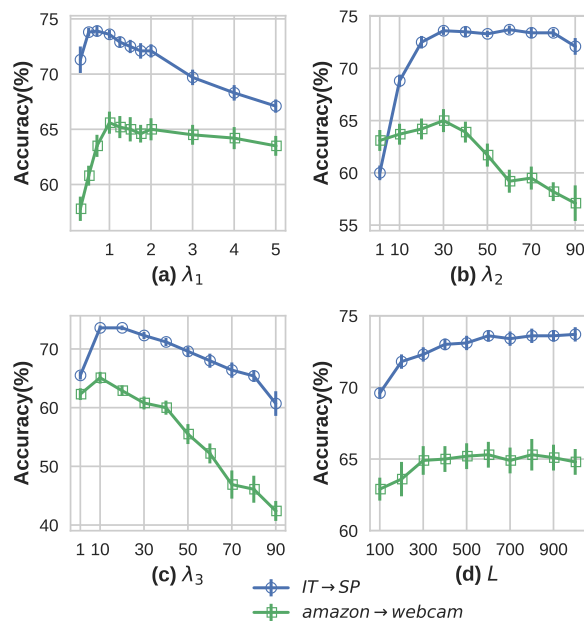 75
70
65
60
Accuracy(%)
1 2 3 4 5
(a) λ1
75
70
65
60
55
Accuracy(%)
1 10 30 50 70 90
(b) λ2
70
60
50
40
Accuracy(%)
1 10 30 50 70 90
(c) λ3
75
70
65
60
Accuracy(%)
100 300 500 700 900
(d) L
IT → SP
amazon → webcam